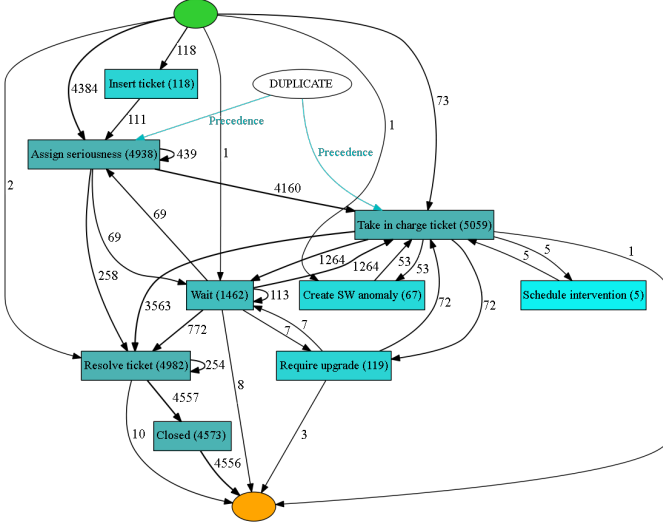 118
Insert ticket (118)
DUPLICATE
4384
73
111
Precedence
1
Assign seriousness (4938)
439
Precedence
1
2
4160
69
Take in charge ticket (5059)
69
1264
5
1
258
1264
53
53
5
Wait (1462)
113
Create SW anomaly (67)
Schedule intervention (5)
3563
72
72
772
7
7
Resolve ticket (4982)
254
Require upgrade (119)
8
4557
10
Closed (4573)
3
4556